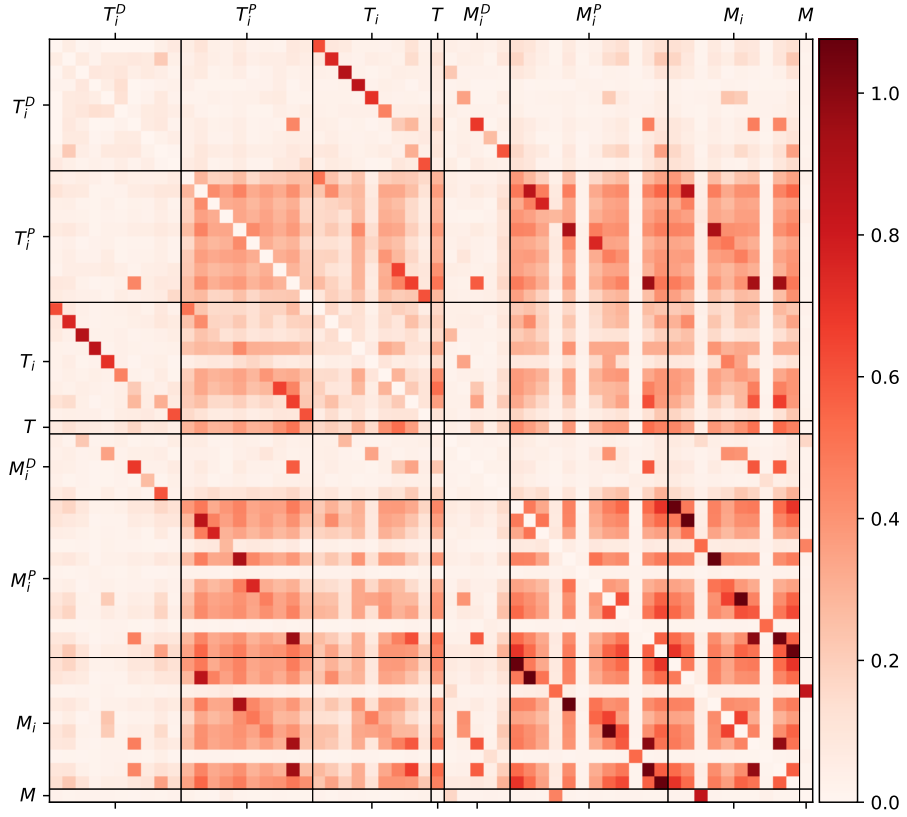 T_i^D T_i^P T_i T M_i^D M_i^P M_i M
T_i^D
T_i^P
T_i
T
M_i^D
M_i^P
M_i
M
1.0
0.8
0.6
0.4
0.2
0.0